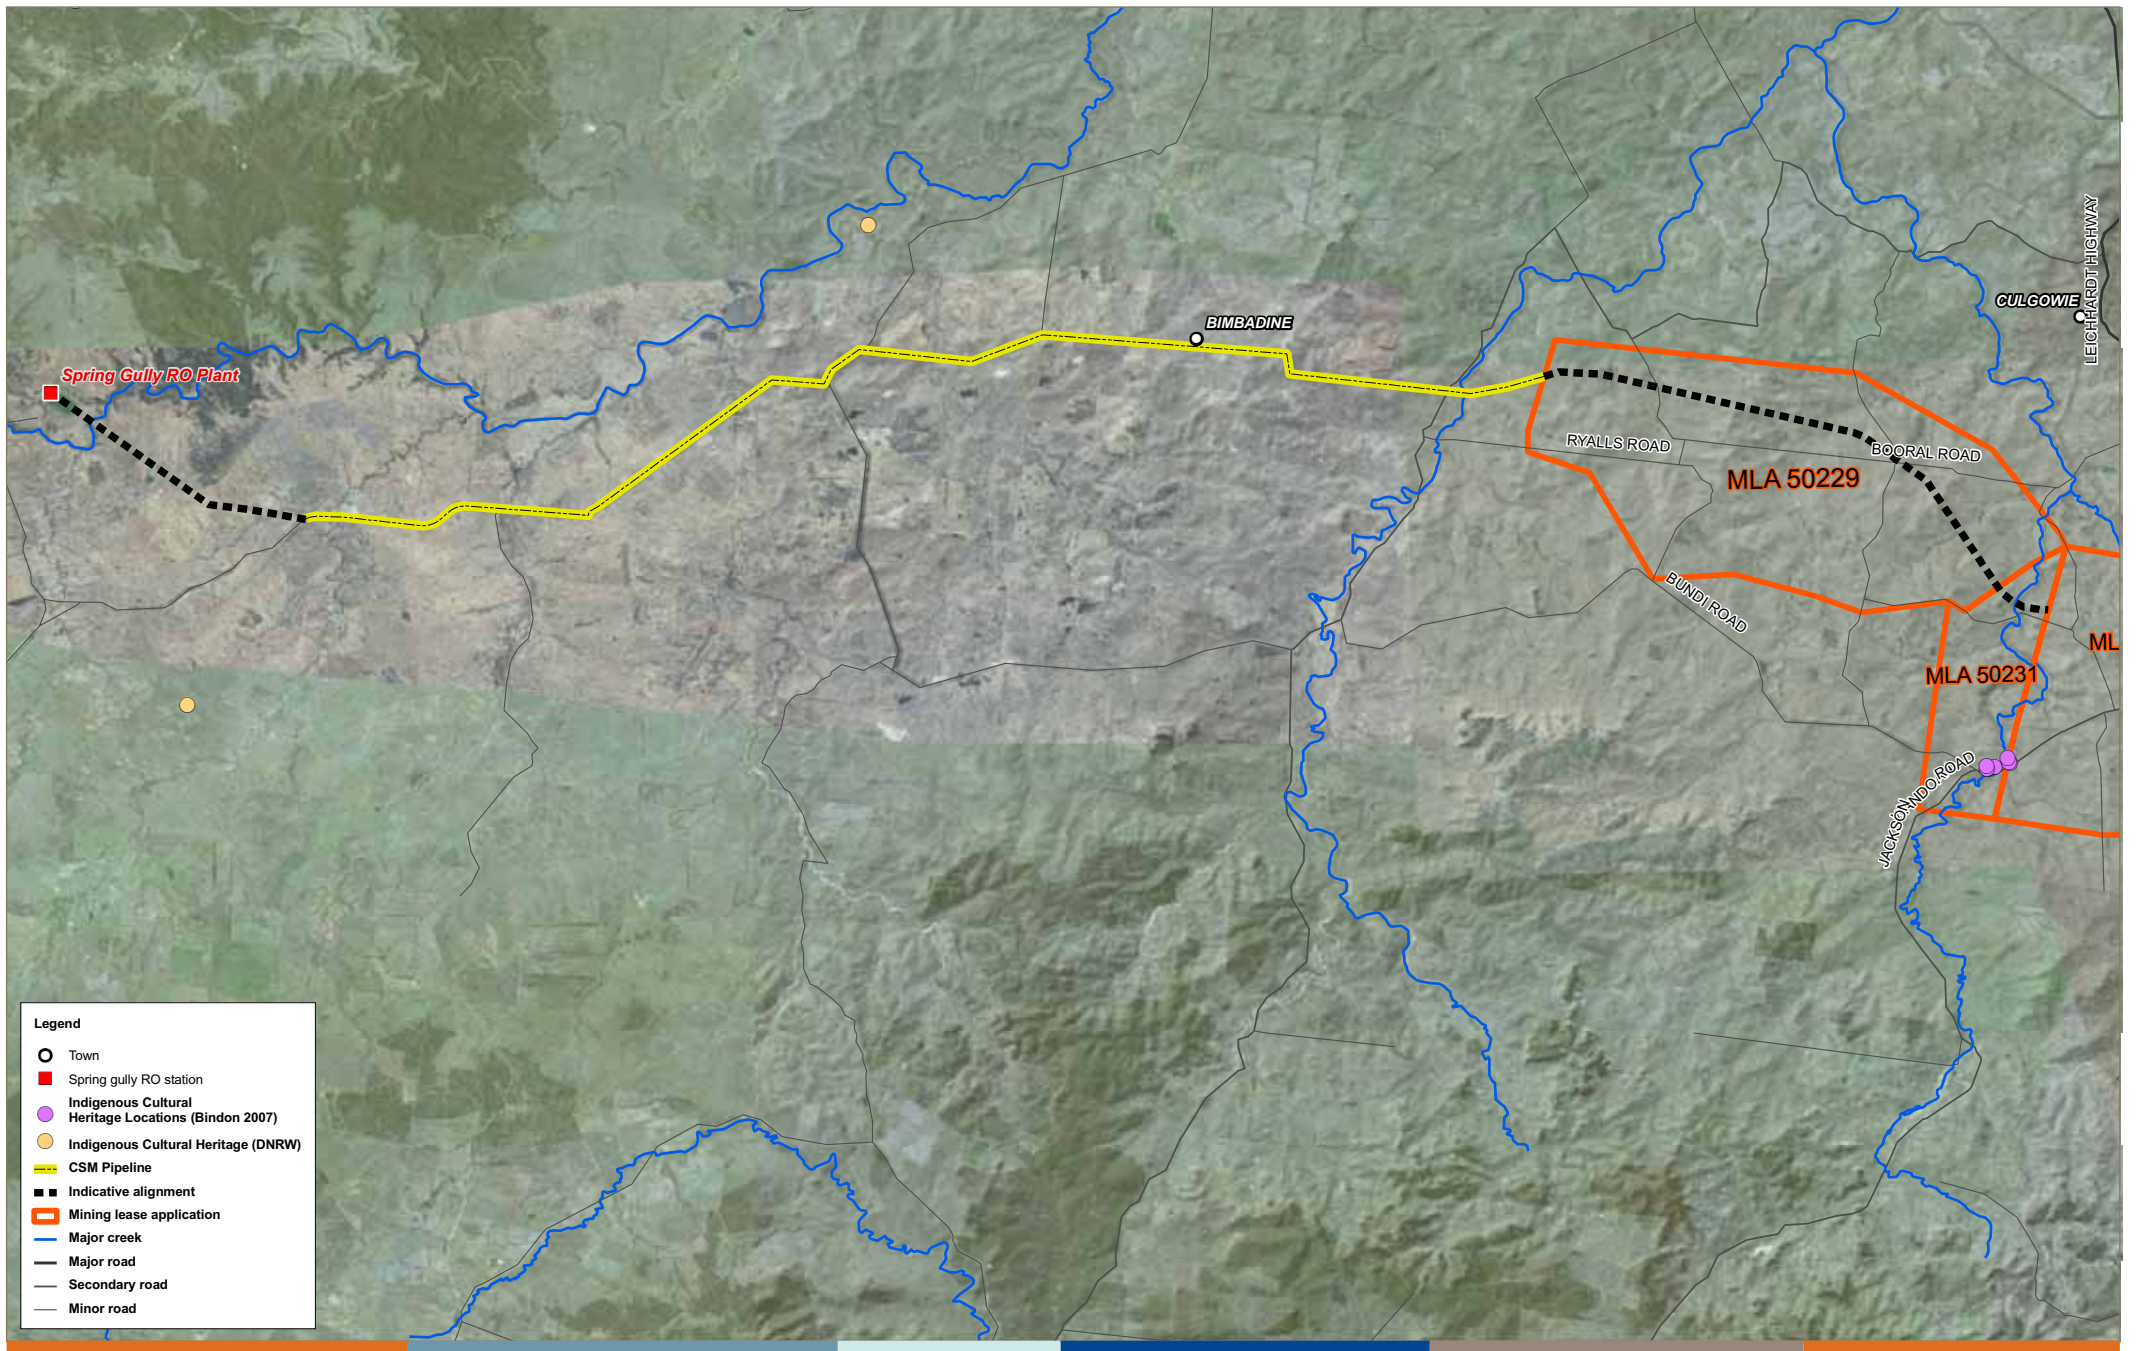 LEICHHARDT HIGHWAY
CULGOWIE
BIMBADINE
Spring Gully RO Plant
RYALLS ROAD
BOORAL ROAD
MLA 50229
BUNDI ROAD
ML
MLA 50231
ROAD
JACKSON
Legend
Town
Spring gully RO station
Indigenous Cultural
Heritage Locations (Bindon 2007)
Indigenous Cultural Heritage (DNRW)
CSM Pipeline
Indicative alignment
Mining lease application
Major creek
Major road
Secondary road
Minor road